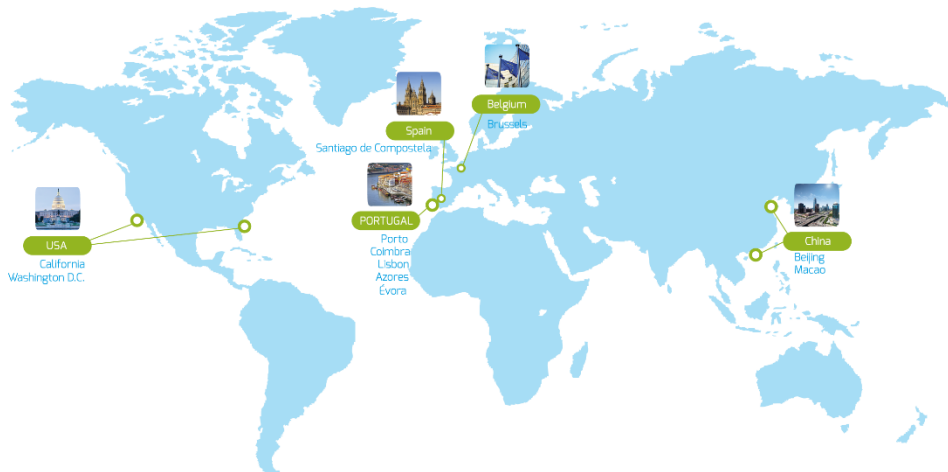 Belgium
Brussels
Spain
Santiago de Compostela
PORTUGAL
Porto
Coimbra
Lisbon
Azores
Évora
USA
California
Washington D.C.
China
Beijing
Macao